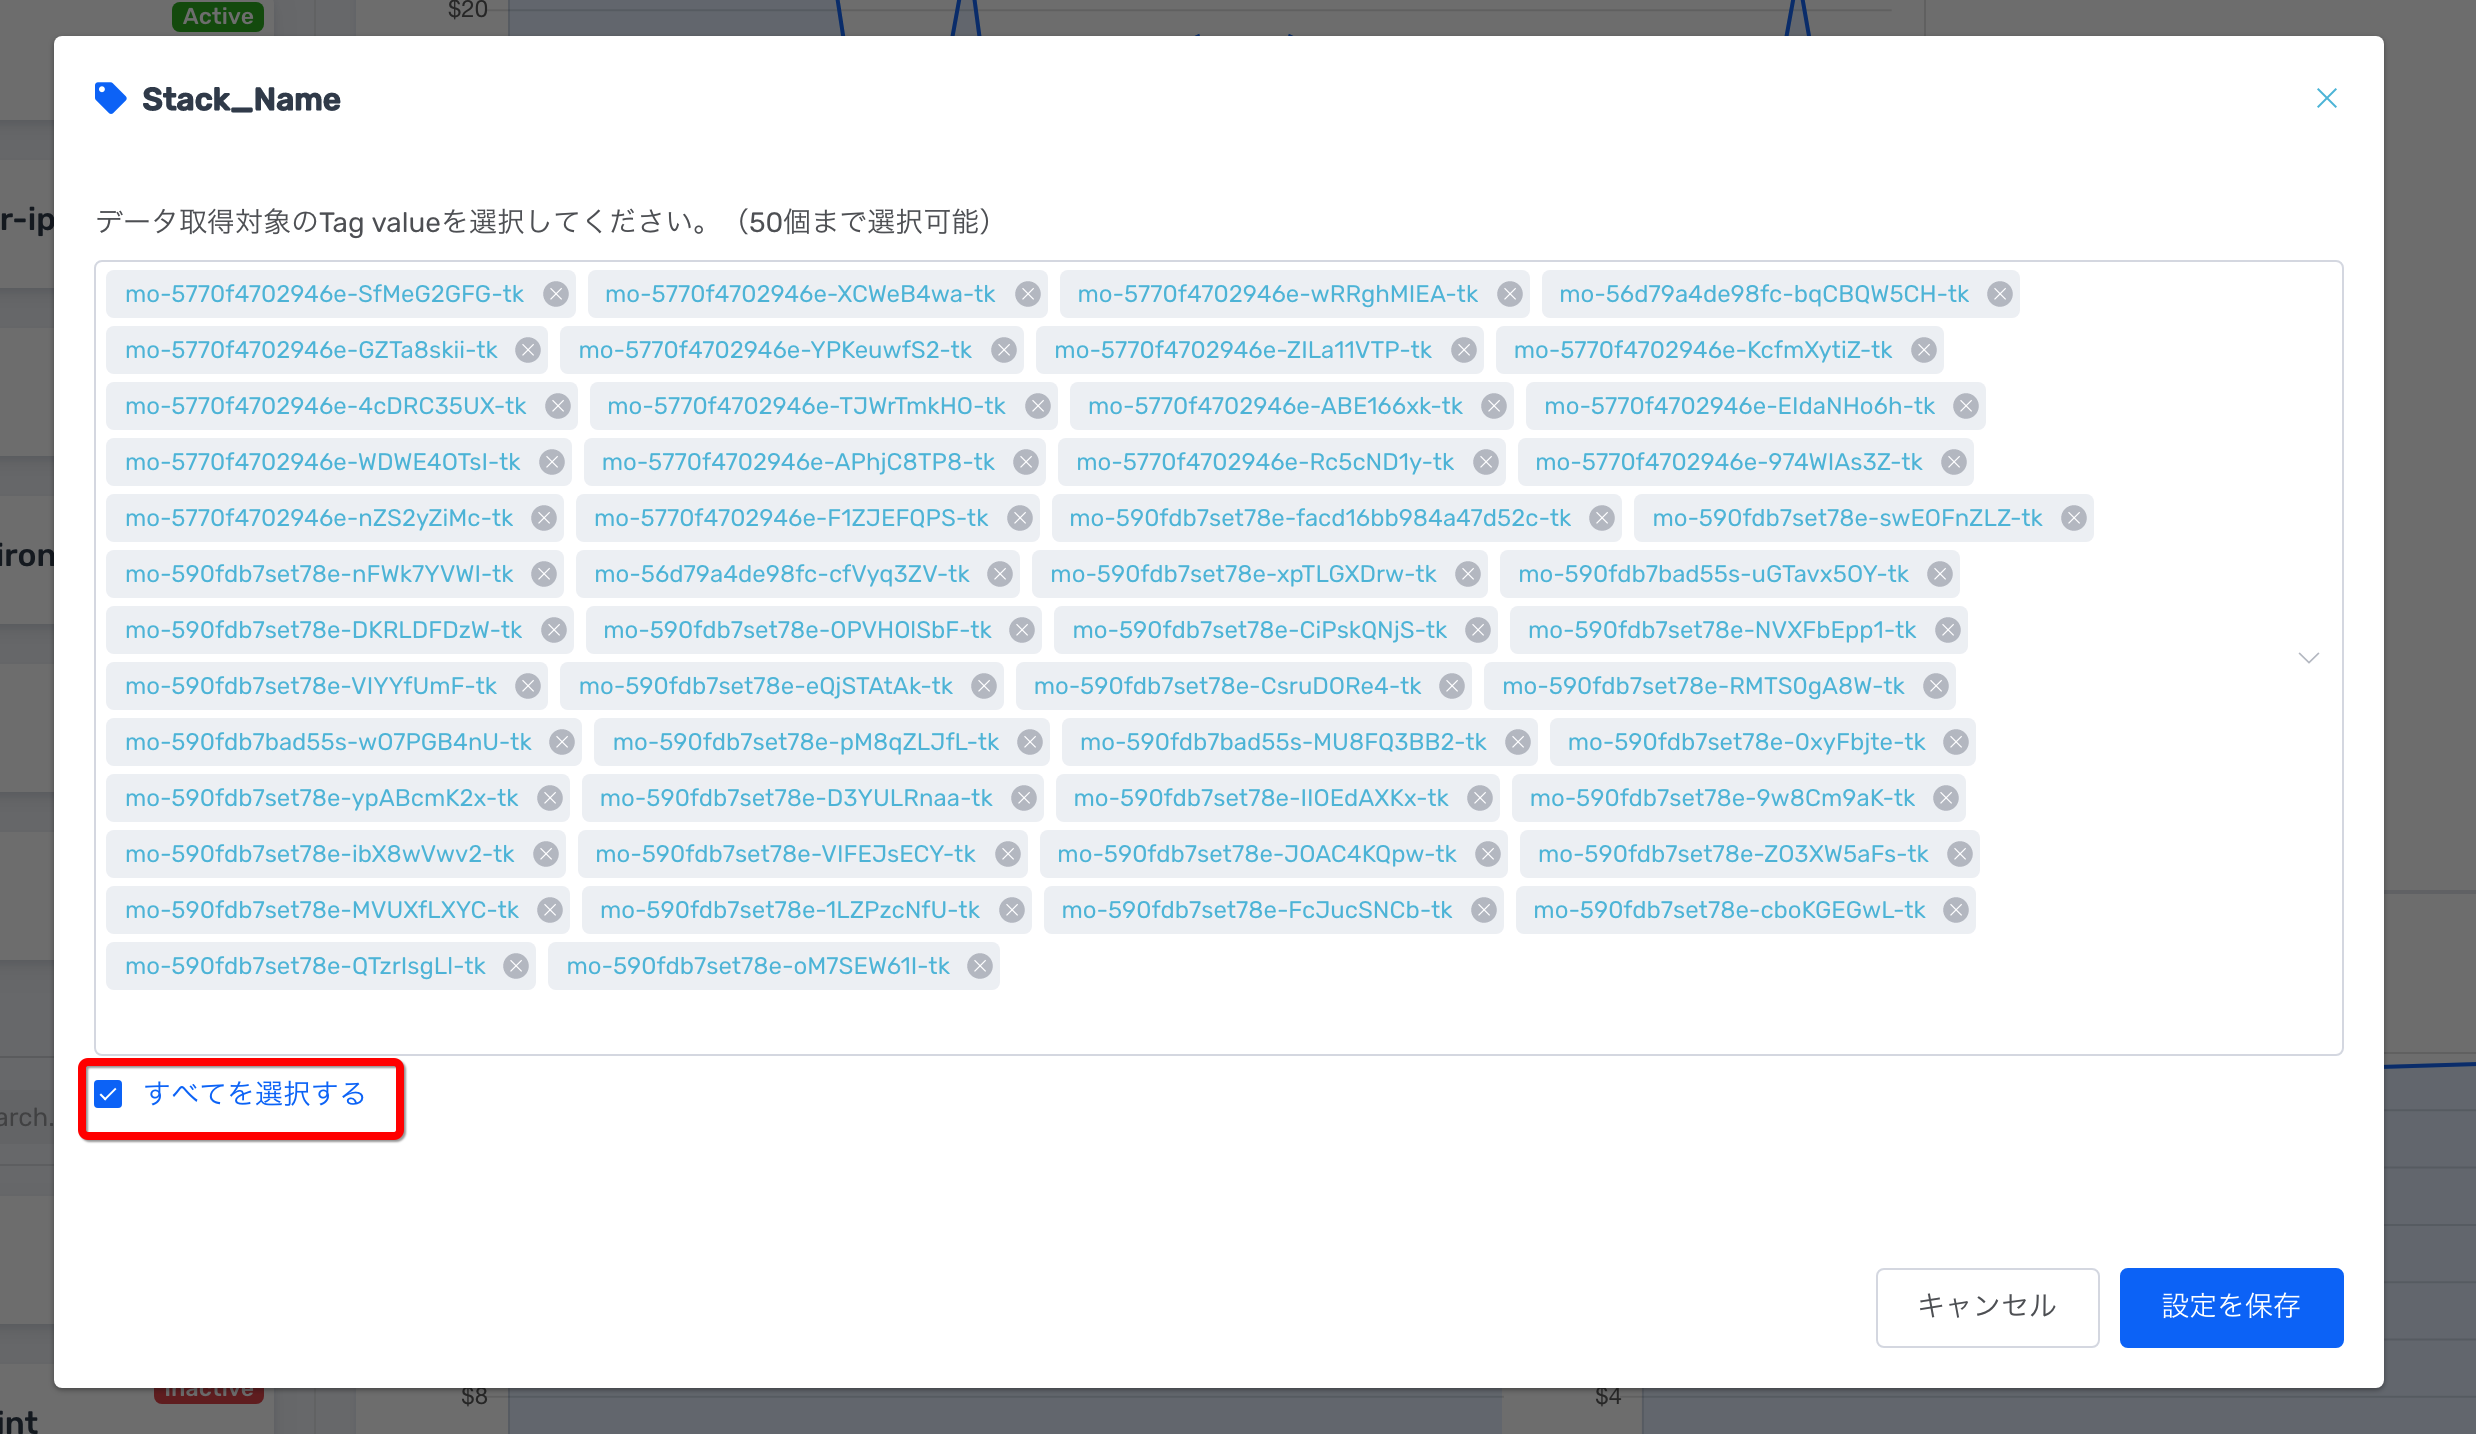 Active
$20
Stack_Name
r-ip
データ取得対象のTag valueを選択してください。（50個まで選択可能）
mo-5770f4702946e-SfMeG2GFG-tk mo-5770f4702946e-XCWeB4wa-tk mo-5770f4702946e-wRRghMIEA-tk mo-56d79a4de98fc-bqCBQW5CH-tk
mo-5770f4702946e-GZTa8skii-tk mo-5770f4702946e-YPKeuwfS2-tk mo-5770f4702946e-ZILa11VTP-tk mo-5770f4702946e-KcfmXytiZ-tk
mo-5770f4702946e-4cDRC35UX-tk mo-5770f4702946e-TJWrTmkHO-tk mo-5770f4702946e-ABE166xk-tk mo-5770f4702946e-EIdaNHo6h-tk
mo-5770f4702946e-WDWE4OTsI-tk mo-5770f4702946e-APhjC8TP8-tk mo-5770f4702946e-Rc5cND1y-tk mo-5770f4702946e-974WIAs3Z-tk
mo-5770f4702946e-nZS2yZiMc-tk mo-5770f4702946e-F1ZJEFQPS-tk mo-590fdb7set78e-facd16bb984a47d52c-tk mo-590fdb7set78e-swEOFnZLZ-tk
iron
mo-590fdb7set78e-nFWk7YVWI-tk mo-56d79a4de98fc-cfVyq3ZV-tk mo-590fdb7set78e-xpTLGXDrw-tk mo-590fdb7bad55s-uGTavx5OY-tk
mo-590fdb7set78e-DKRLDFDzW-tk mo-590fdb7set78e-OPVHOISbF-tk mo-590fdb7set78e-CiPskQNjS-tk mo-590fdb7set78e-NVXFbEpp1-tk
mo-590fdb7set78e-VIYYfUmF-tk mo-590fdb7set78e-eQjSTAtAk-tk mo-590fdb7set78e-CsruDORe4-tk mo-590fdb7set78e-RMTS0gA8W-tk
mo-590fdb7bad55s-wO7PGB4nU-tk mo-590fdb7set78e-pM8qZLJfL-tk mo-590fdb7bad55s-MU8FQ3BB2-tk mo-590fdb7set78e-0xyFbjte-tk
mo-590fdb7set78e-ypABcmK2x-tk mo-590fdb7set78e-D3YULRnaa-tk mo-590fdb7set78e-IIOEdAXKx-tk mo-590fdb7set78e-9w8Cm9aK-tk
mo-590fdb7set78e-ibX8wVwv2-tk mo-590fdb7set78e-VIFEJsECY-tk mo-590fdb7set78e-JOAC4KQpw-tk mo-590fdb7set78e-ZO3XW5aFs-tk
mo-590fdb7set78e-MVUXfLXYC-tk mo-590fdb7set78e-1LZPzcNfU-tk mo-590fdb7set78e-FcJucSNCb-tk mo-590fdb7set78e-cboKGEGwL-tk
mo-590fdb7set78e-QTzrIsgLl-tk mo-590fdb7set78e-oM7SEW61I-tk
すべてを選択する
arch.
キャンセル 設定を保存
Inactive
$8 $4
int